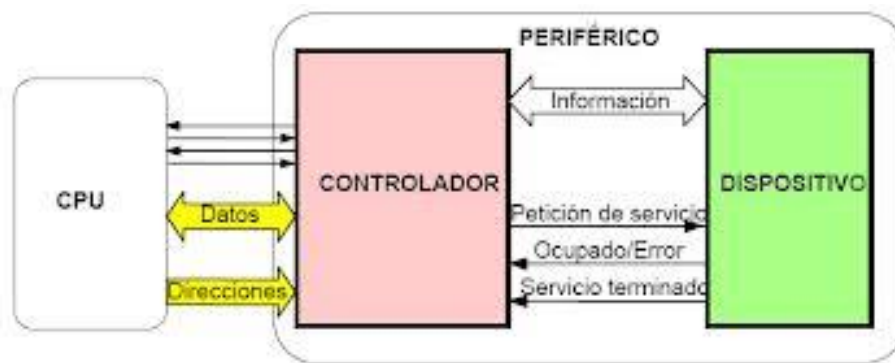 PERIFÉRICO
Información
CPU
CONTROLADOR
DISPOSITIVO
Datos
Petición de servicio
Ocupado/Error
Direcciones
Servicio terminado